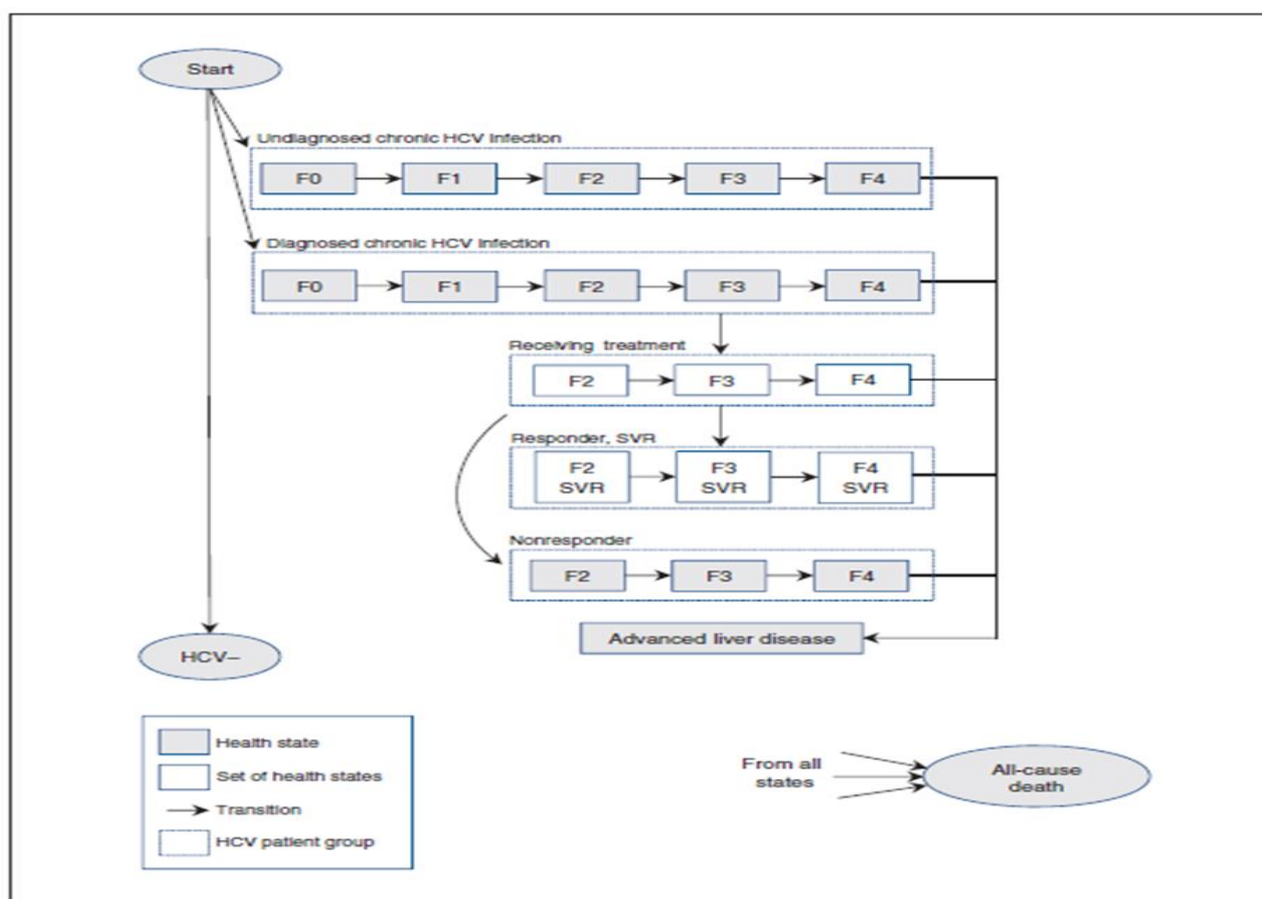 Start
Undiagnosed chronic HCV infection
F0 F1 F2 F3 F4
Diagnosed chronic HCV infection
F0 F1 F2 F3 F4
Receiving treatment
F2 F3 F4
Responder, SVR
F2 F3 F4
SVR SVR SVR
Nonresponder
F2 F3 F4
Advanced liver disease
HCV–
Health state
Set of health states
Transition
HCV patient group
From all
states
All-cause
death